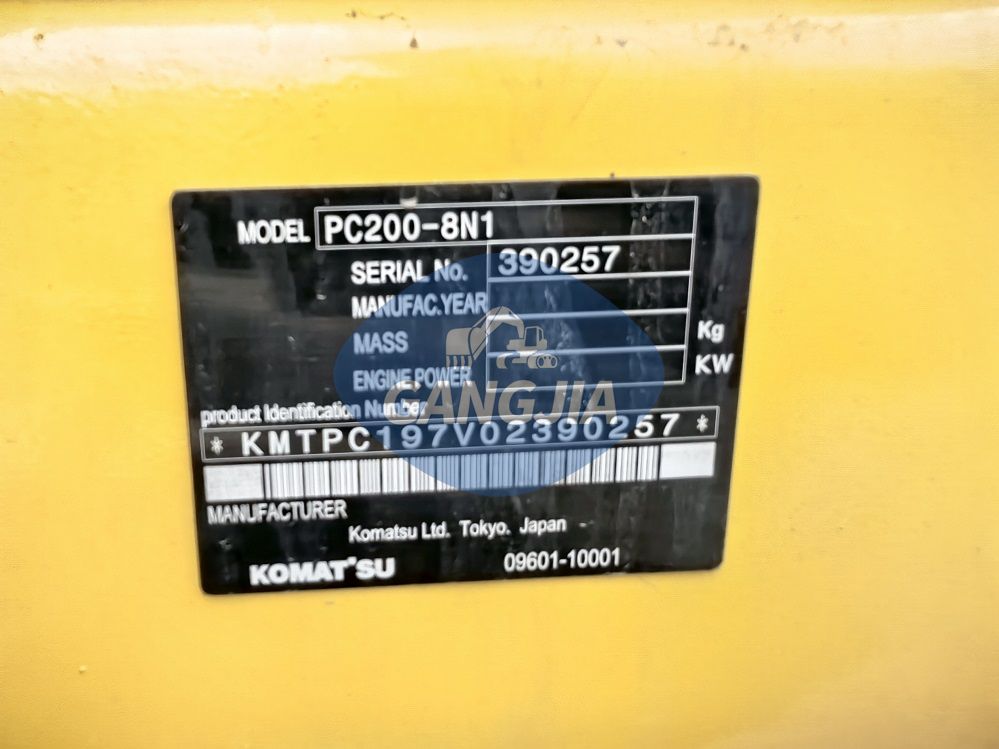 MODEL PC200-8N1
SERIAL No. 390257
MANUFAC.YEAR
MASS Kg
ENGINE POWER KW
GANGJIA
product Identification Number
* KMTPC197V02390257 *
MANUFACTURER
Komatsu Ltd. Tokyo. Japan
KOMATSU 09601-10001